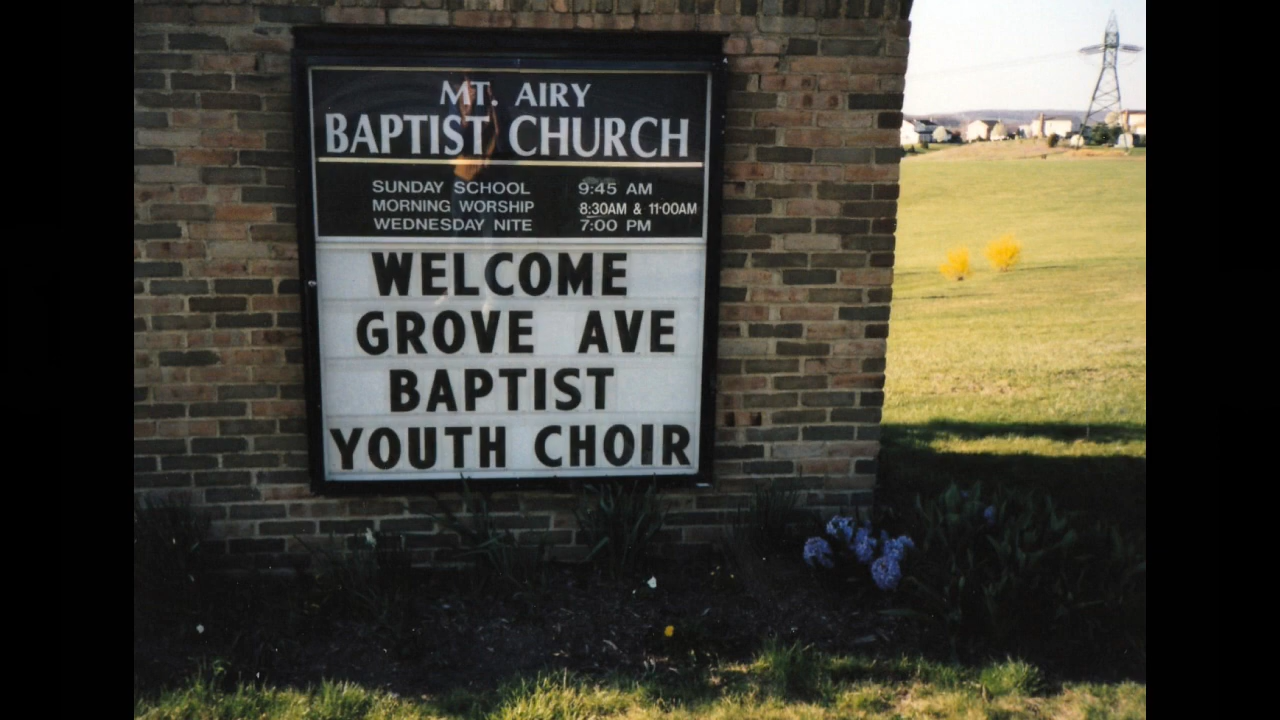 MT. AIRY
BAPTIST CHURCH
SUNDAY SCHOOL 9:45 AM
MORNING WORSHIP 8:30AM & 11:00AM
WEDNESDAY NITE 7:00 PM
WELCOME
GROVE AVE
BAPTIST
YOUTH CHOIR